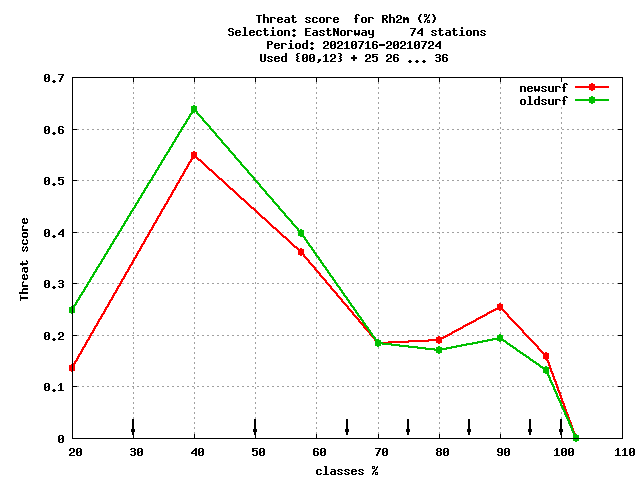 Threat score for Rh2m (%)
Selection: EastNorway 74 stations
Period: 20210716-20210724
Used {00,12} + 25 26 ... 36
newsurf
oldsurf
0.7
0.6
0.5
0.4
0.3
0.2
0.1
0
Threat score
20 30 40 50 60 70 80 90 100 110
classes %